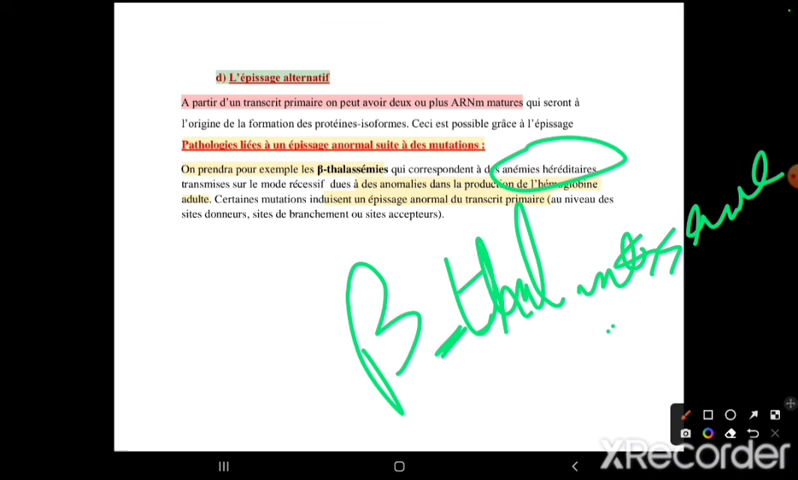 d) L'épissage alternatif
A partir d'un transcrit primaire on peut avoir deux ou plus ARNm matures qui seront à
l'origine de la formation des protéines-isoformes. Ceci est possible grâce à l'épissage
Pathologies liées à un épissage anormal suite à des mutations :
On prendra pour exemple les β-thalassémies qui correspondent à des anémies héréditaires
transmises sur le mode récessif dues à des anomalies dans la production de l'hémoglobine
adulte. Certaines mutations induisent un épissage anormal du transcrit primaire (au niveau des
sites donneurs, sites de branchement ou sites accepteurs).
β-thal
XRecorder